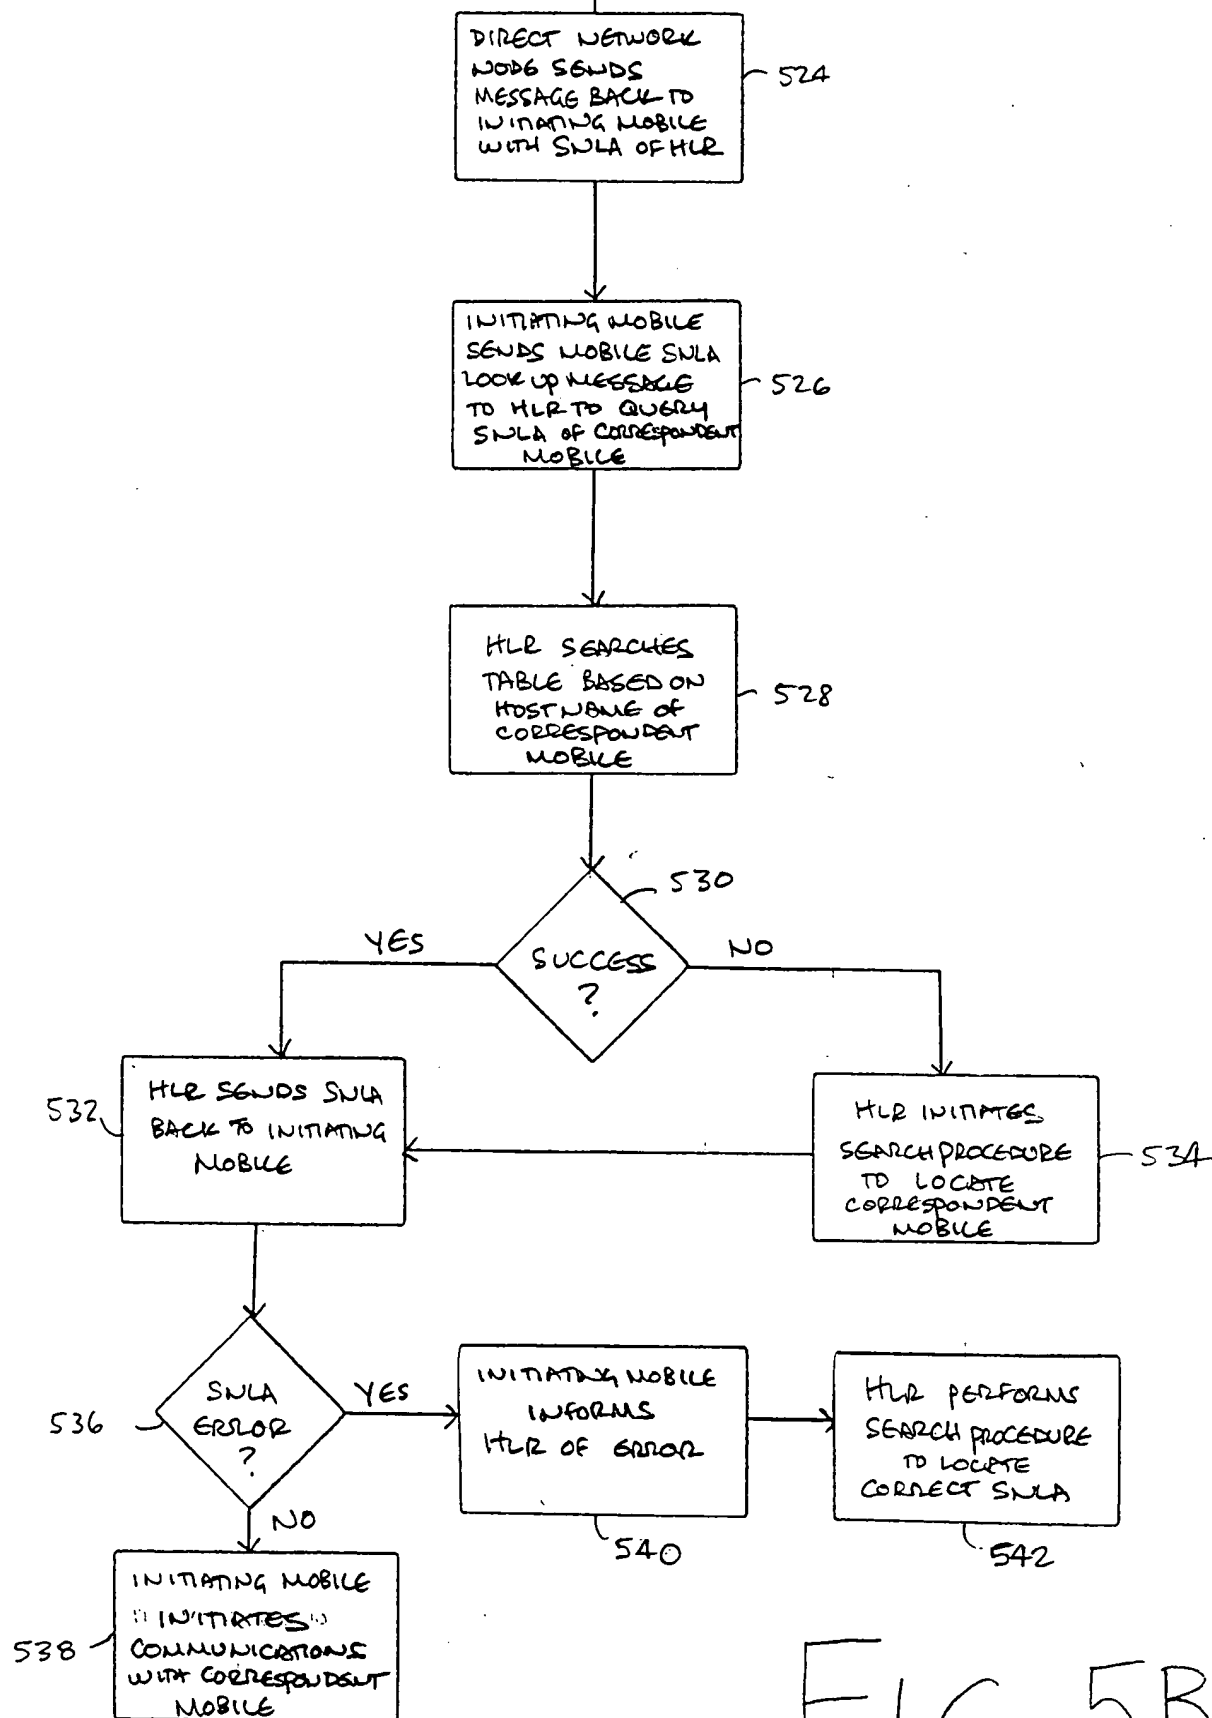 DIRECT NETWORK
NODE SENDS
MESSAGE BACK TO
INITIATING MOBILE
WITH SNLA OF HLR
524
INITIATING MOBILE
SENDS MOBILE SNLA
LOOK UP MESSAGE
TO HLR TO QUERY
SNLA OF CORRESPONDENT
MOBILE
526
HLR SEARCHES
TABLE BASED ON
HOST NAME OF
CORRESPONDENT
MOBILE
528
530
YES
SUCCESS
?
NO
532
HLR SENDS SNLA
BACK TO INITIATING
MOBILE
HLR INITIATES
SEARCH PROCEDURE
TO LOCATE
CORRESPONDENT
MOBILE
534
536
SNLA
ERROR
?
YES
NO
INITIATING MOBILE
INFORMS
HLR OF ERROR
540
HLR PERFORMS
SEARCH PROCEDURE
TO LOCATE
CORRECT SNLA
542
538
INITIATING MOBILE
INITIATES
COMMUNICATIONS
WITH CORRESPONDENT
MOBILE
FIG 5B